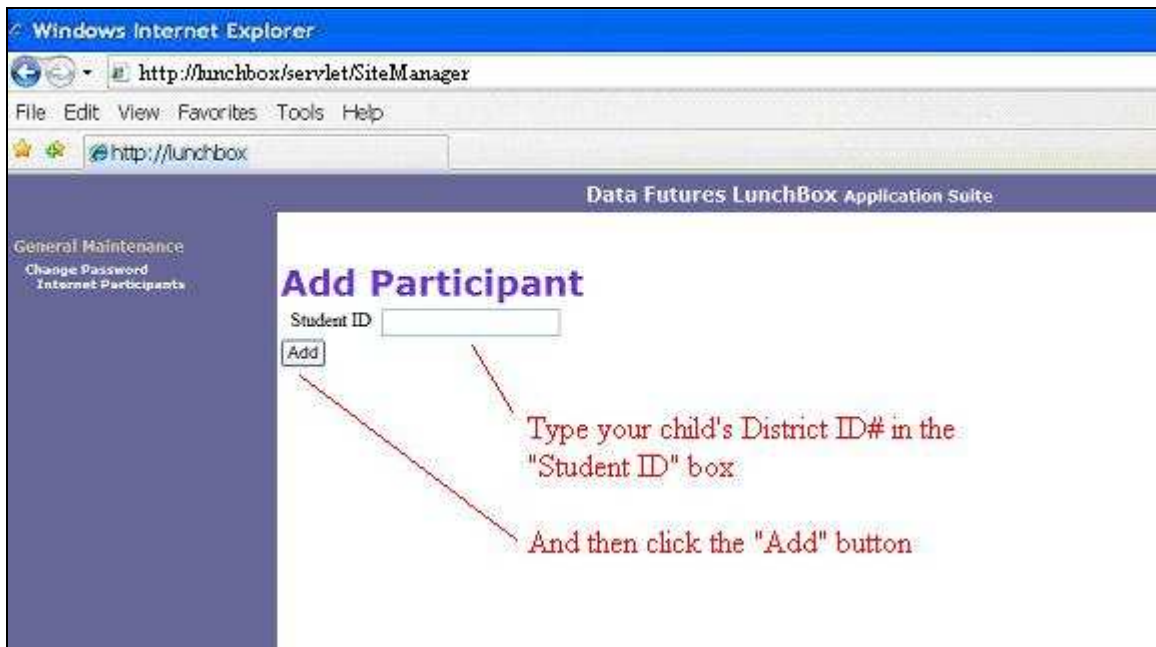 Windows Internet Explorer
http://lunchbox/servlet/SiteManager
File Edit View Favorites Tools Help
http://lunchbox
Data Futures LunchBox Application Suite
General Maintenance
Change Password
Internet Participants
Add Participant
Student ID
Add
Type your child's District ID# in the
"Student ID" box
And then click the "Add" button